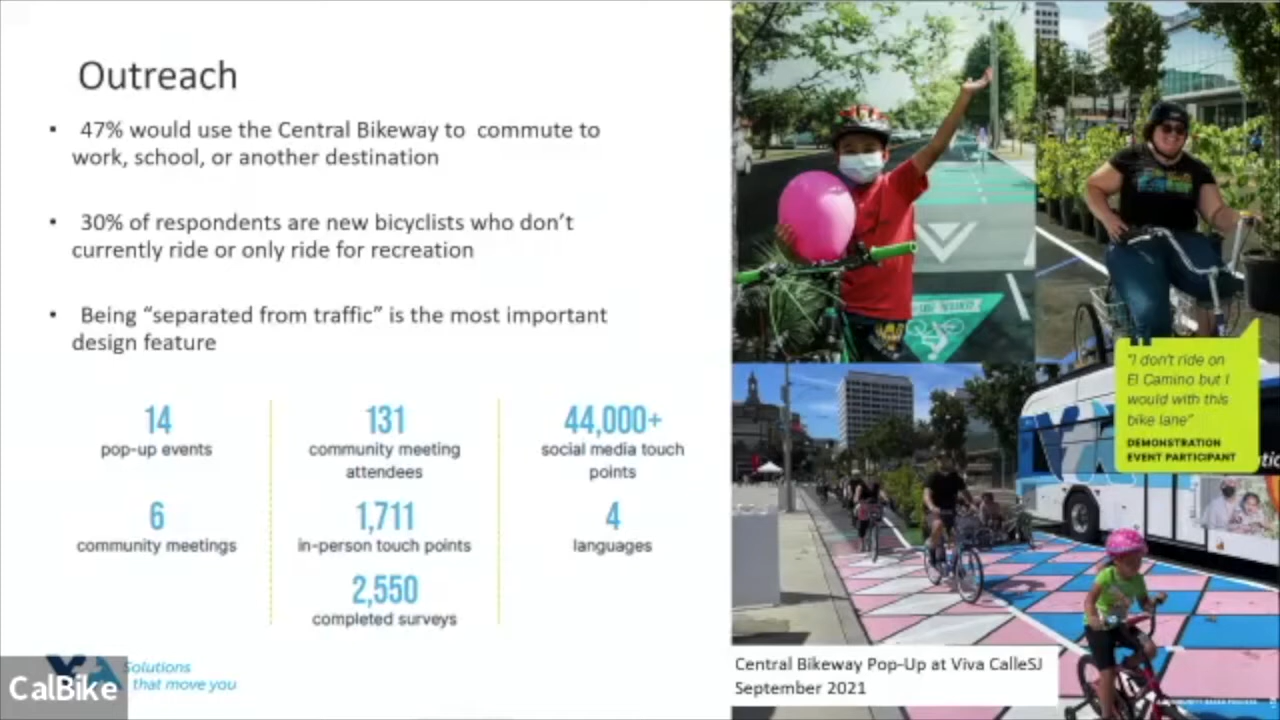 Outreach
• 47% would use the Central Bikeway to commute to
work, school, or another destination
• 30% of respondents are new bicyclists who don't
currently ride or only ride for recreation
• Being “separated from traffic” is the most important
design feature
14
pop-up events
6
community meetings
131
community meeting
attendees
1,711
in-person touch points
2,550
completed surveys
44,000+
social media touch
points
4
languages
Solutions
that move you
CalBike
"I don't ride on
El Camino but I
would with this
bike lane"
DEMONSTRATION
EVENT PARTICIPANT
Central Bikeway Pop-Up at Viva CalleSJ
September 2021